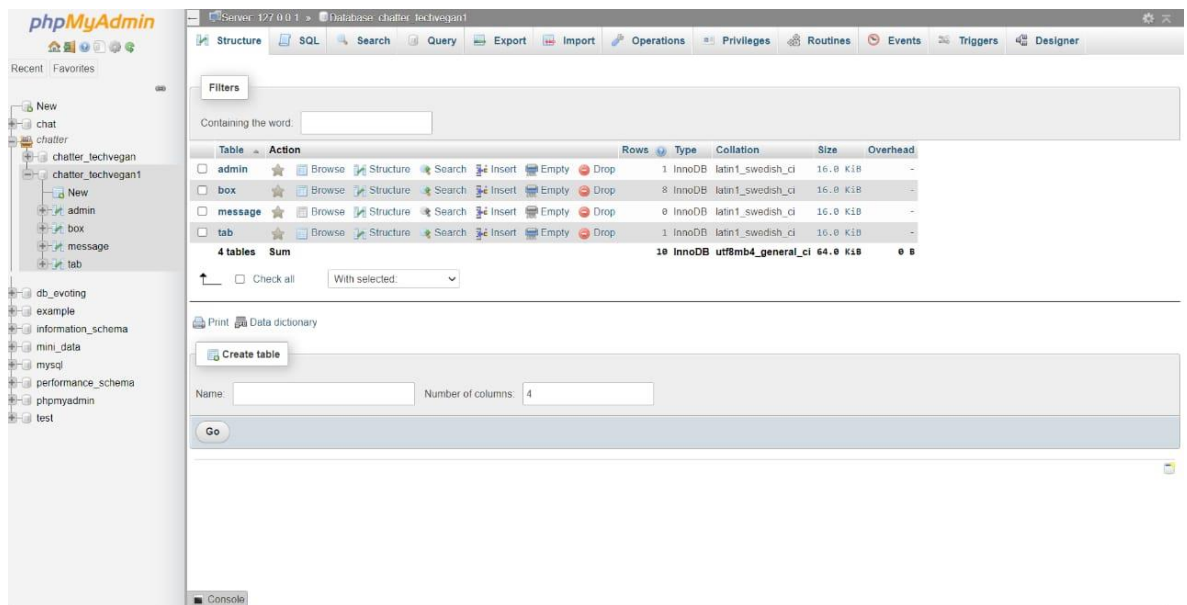 phpMyAdmin
Recent Favorites
New
chat
chatter
chatter_techvegan
chatter_techvegan1
New
admin
box
message
tab
db_evoting
example
information_schema
mini_data
mysql
performance_schema
phpmyadmin
test
Server: 127.0.0.1 » Database: chatter_techvegan1
Structure SQL Search Query Export Import Operations Privileges Routines Events Triggers Designer
Filters
Containing the word:
Table Action Rows Type Collation Size Overhead
admin Browse Structure Search Insert Empty Drop 1 InnoDB latin1_swedish_ci 16.0 KiB -
box Browse Structure Search Insert Empty Drop 8 InnoDB latin1_swedish_ci 16.0 KiB -
message Browse Structure Search Insert Empty Drop 0 InnoDB latin1_swedish_ci 16.0 KiB -
tab Browse Structure Search Insert Empty Drop 1 InnoDB latin1_swedish_ci 16.0 KiB -
4 tables Sum 10 InnoDB utf8mb4_general_ci 64.0 KiB 0 B
Check all With selected:
Print Data dictionary
Create table
Name: Number of columns: 4
Go
Console